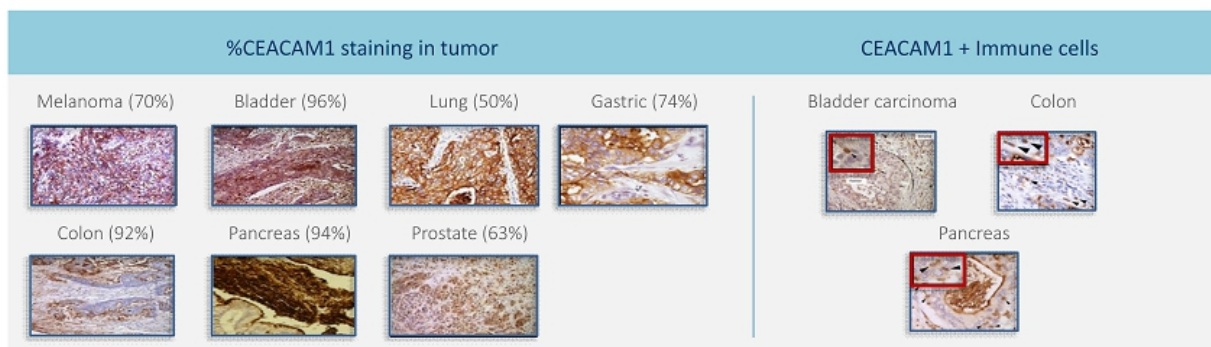 %CEACAM1 staining in tumor
CEACAM1 + Immune cells
Melanoma (70%)
Bladder (96%)
Lung (50%)
Gastric (74%)
Bladder carcinoma
Colon
Colon (92%)
Pancreas (94%)
Prostate (63%)
Pancreas